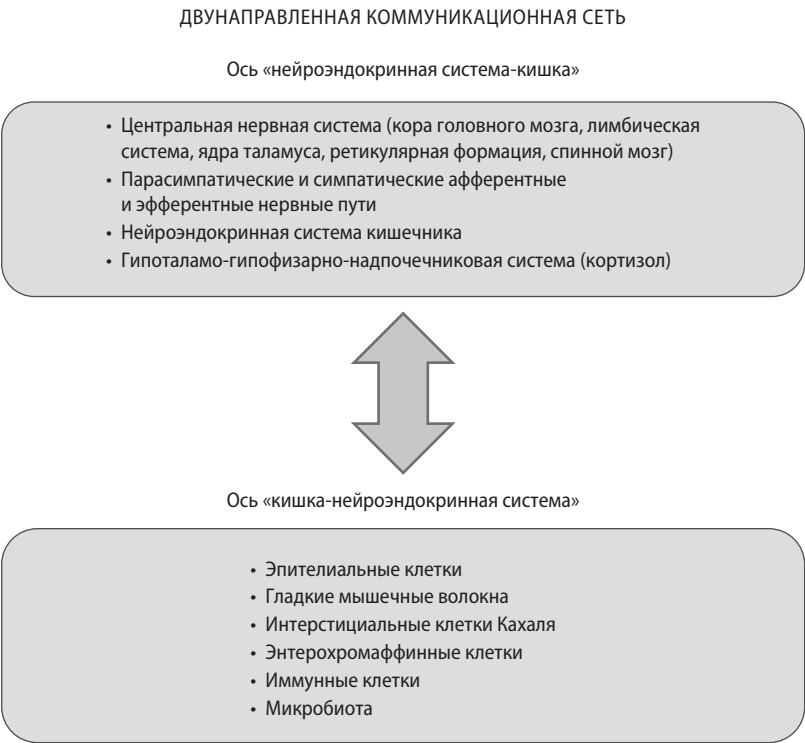 ДВУНАПРАВЛЕННАЯ КОММУНИКАЦИОННАЯ СЕТЬ
Ось «нейроэндокринная система-кишка»
• Центральная нервная система (кора головного мозга, лимбическая
система, ядра таламуса, ретикулярная формация, спинной мозг)
• Парасимпатические и симпатические афферентные
и эфферентные нервные пути
• Нейроэндокринная система кишечника
• Гипоталамо-гипофизарно-надпочечниковая система (кортизол)
Ось «кишка-нейроэндокринная система»
• Эпителиальные клетки
• Гладкие мышечные волокна
• Интерстициальные клетки Кахаля
• Энтерохромаффинные клетки
• Иммунные клетки
• Микробиота